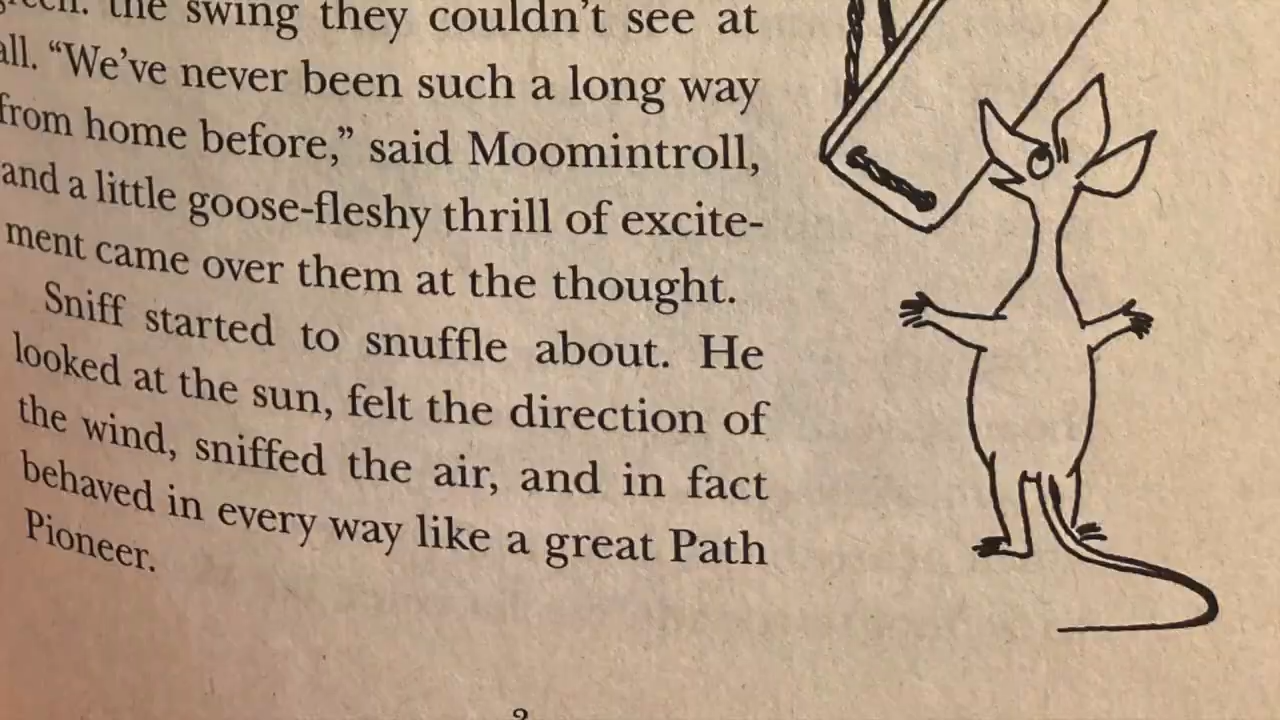 the swing they couldn't see at
all. “We've never been such a long way
from home before,” said Moomintroll,
and a little goose-fleshy thrill of excite-
ment came over them at the thought.
Sniff started to snuffle about. He
looked at the sun, felt the direction of
the wind, sniffed the air, and in fact
behaved in every way like a great Path
Pioneer.